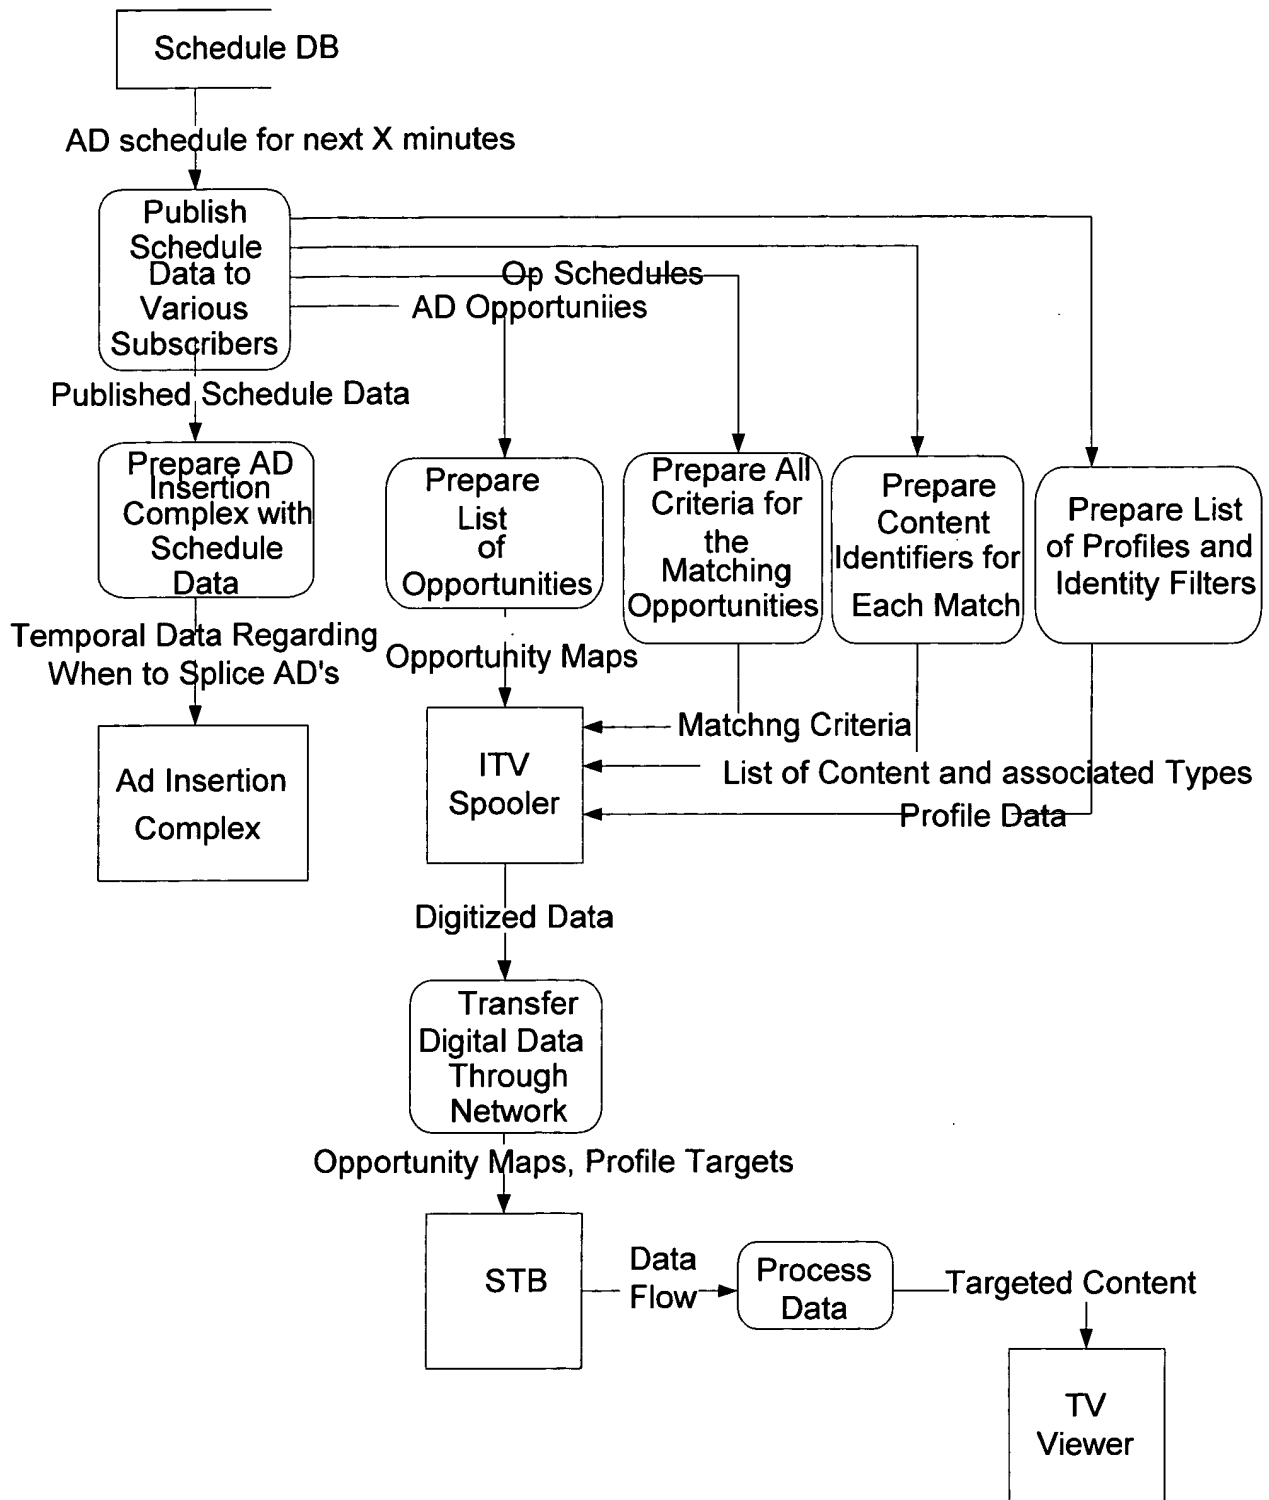 Schedule DB
AD schedule for next X minutes
Publish
Schedule
Data to
Various
Subscribers
Op Schedules
AD Opportuniies
Published Schedule Data
Prepare AD
Insertion
Complex with
Schedule
Data
Prepare
List
of
Opportunities
Prepare All
Criteria for
the
Matching
Opportunities
Prepare
Content
Identifiers for
Each Match
Prepare List
of Profiles and
Identity Filters
Temporal Data Regarding
When to Splice AD's
Opportunity Maps
Ad Insertion
Complex
ITV
Spooler
Matchng Criteria
List of Content and associated Types
Profile Data
Digitized Data
Transfer
Digital Data
Through
Network
Opportunity Maps, Profile Targets
STB
Data
Flow
Process
Data
Targeted Content
TV
Viewer